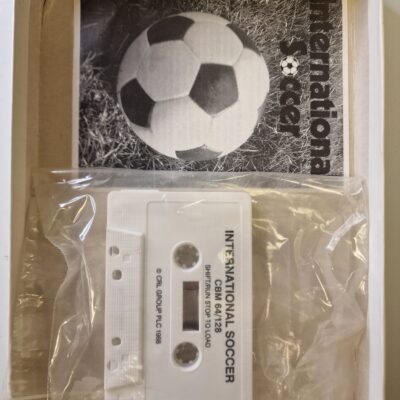 International
Soccer
INTERNATIONAL SOCCER
CBM 64/128
SHIFT/RUN STOP TO LOAD
© CRL GROUP PLC 1988